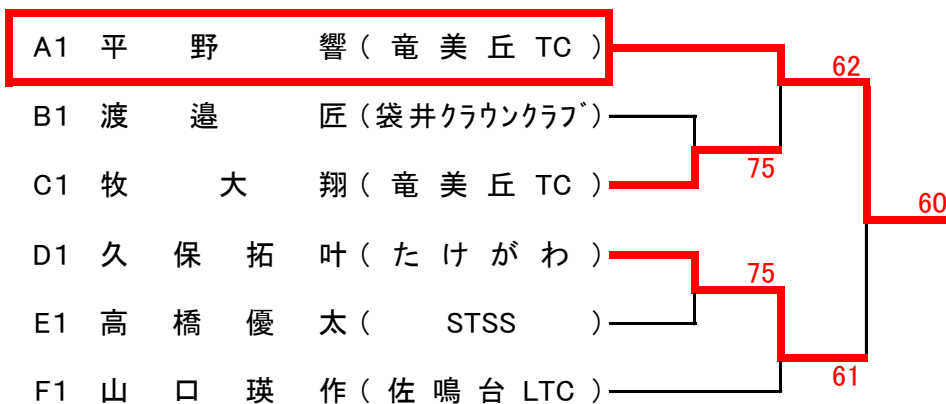 A1 平野 響(竜美丘TC)
62
B1 渡邉 匠(袋井クラウンクラブ)
75
C1 牧 大翔(竜美丘TC)
60
D1 久保拓叶(たけがわ)
75
E1 高橋優太(STSS)
61
F1 山口瑛作(佐鳴台LTC)